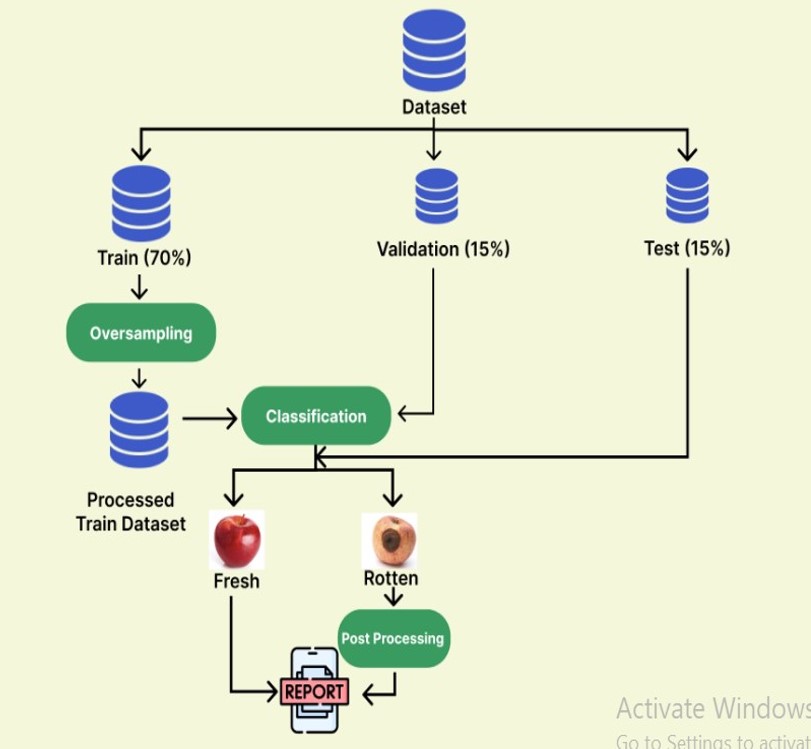 Dataset
Train (70%)
Validation (15%)
Test (15%)
Oversampling
Classification
Processed
Train Dataset
Fresh
Rotten
Post Processing
REPORT
Activate Windows
Go to Settings to activat